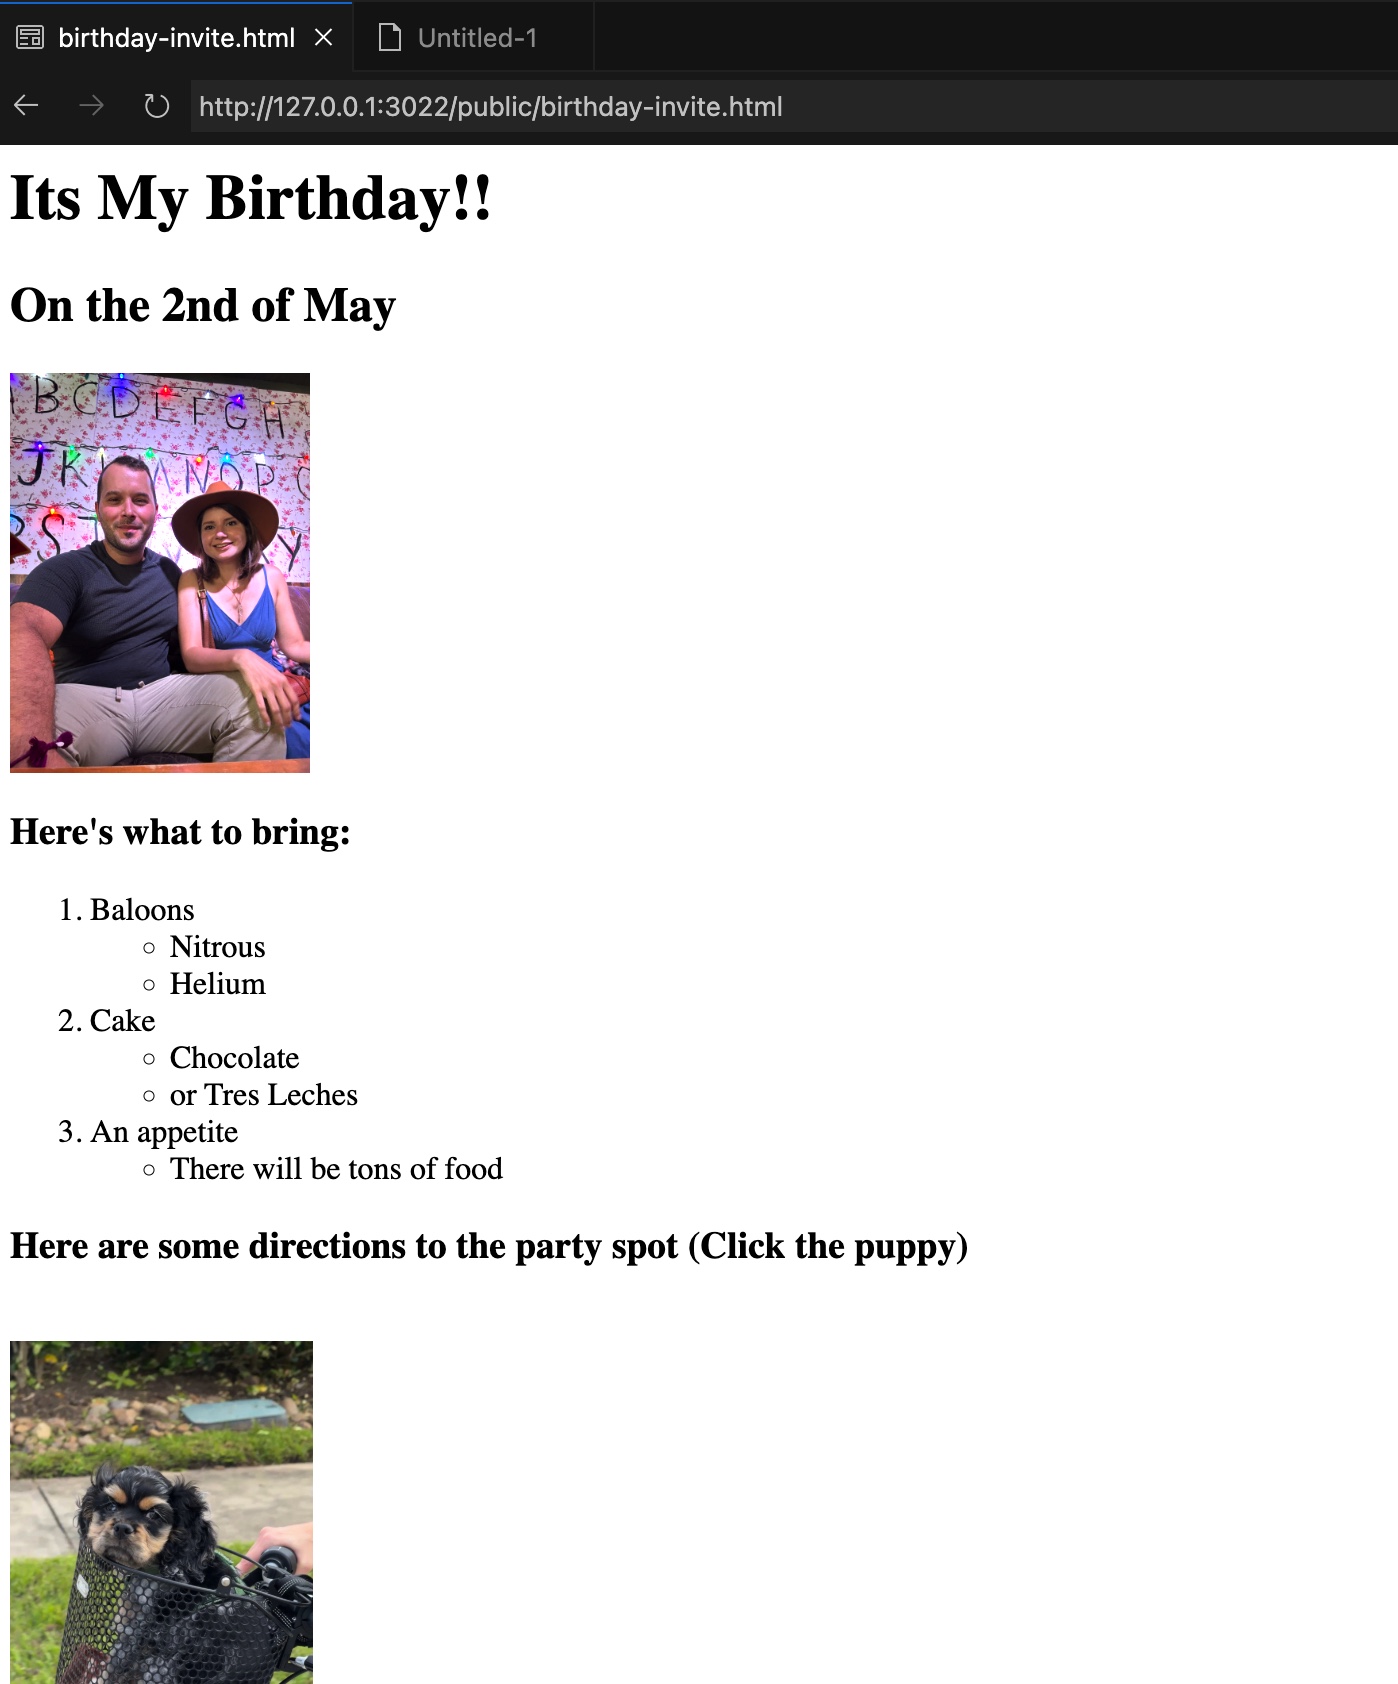 birthday-invite.html
Untitled-1
http://127.0.0.1:3022/public/birthday-invite.html
Its My Birthday!!
On the 2nd of May
B C D E F G H
J K L M N O P
R S T
Y
Here's what to bring:
1. Baloons
○ Nitrous
○ Helium
2. Cake
○ Chocolate
○ or Tres Leches
3. An appetite
○ There will be tons of food
Here are some directions to the party spot (Click the puppy)